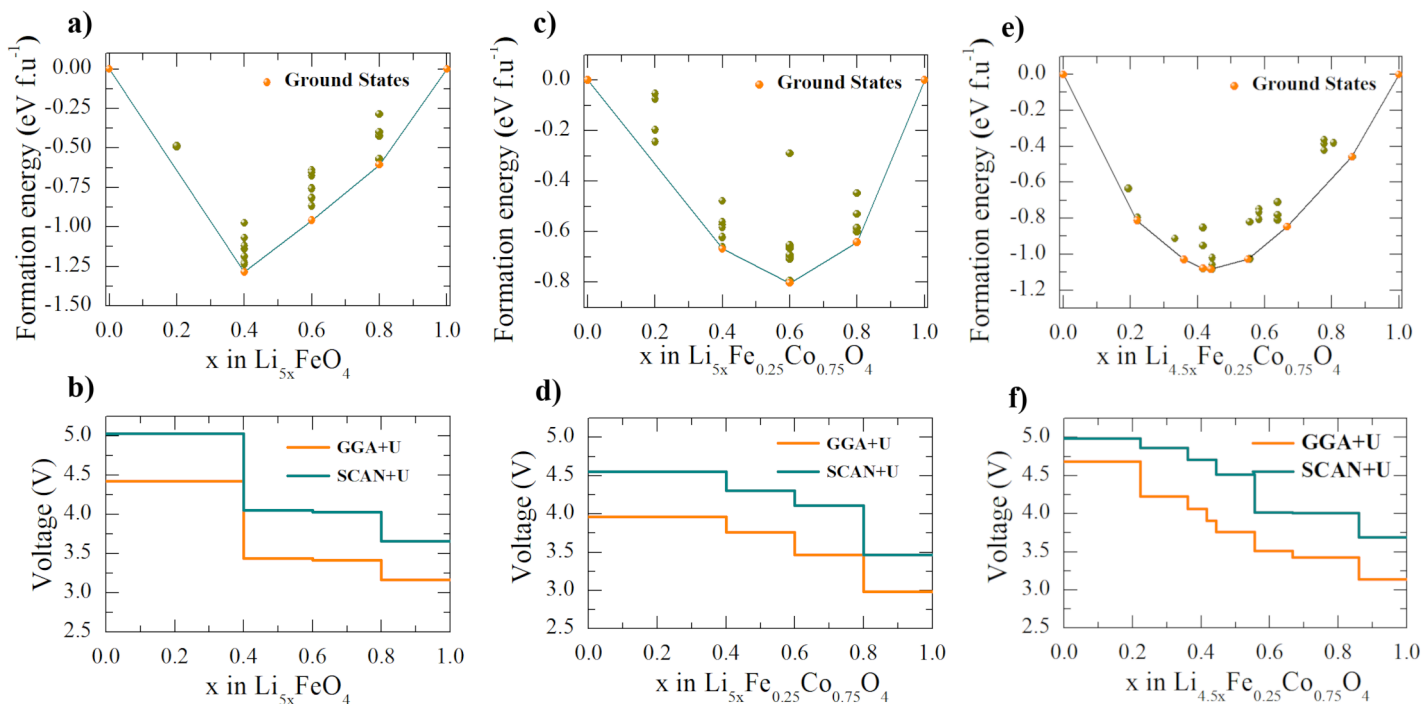 a)
Formation energy (eV f.u⁻¹)
0.00
-0.25
-0.50
-0.75
-1.00
-1.25
-1.50
Ground States
0.0 0.2 0.4 0.6 0.8 1.0
x in Li₅ₓFeO₄
c)
Formation energy (eV f.u⁻¹)
0.0
-0.2
-0.4
-0.6
-0.8
Ground States
0.0 0.2 0.4 0.6 0.8 1.0
x in Li₅ₓFe₀.₂₅Co₀.₇₅O₄
e)
Formation energy (eV f.u⁻¹)
0.0
-0.2
-0.4
-0.6
-0.8
-1.0
-1.2
Ground States
0.0 0.2 0.4 0.6 0.8 1.0
x in Li₄.₅ₓFe₀.₂₅Co₀.₇₅O₄
b)
Voltage (V)
5.0
4.5
4.0
3.5
3.0
2.5
GGA+U
SCAN+U
0.0 0.2 0.4 0.6 0.8 1.0
x in Li₅ₓFeO₄
d)
Voltage (V)
5.0
4.5
4.0
3.5
3.0
2.5
GGA+U
SCAN+U
0.0 0.2 0.4 0.6 0.8 1.0
x in Li₅ₓFe₀.₂₅Co₀.₇₅O₄
f)
Voltage (V)
5.0
4.5
4.0
3.5
3.0
2.5
GGA+U
SCAN+U
0.0 0.2 0.4 0.6 0.8 1.0
x in Li₄.₅ₓFe₀.₂₅Co₀.₇₅O₄